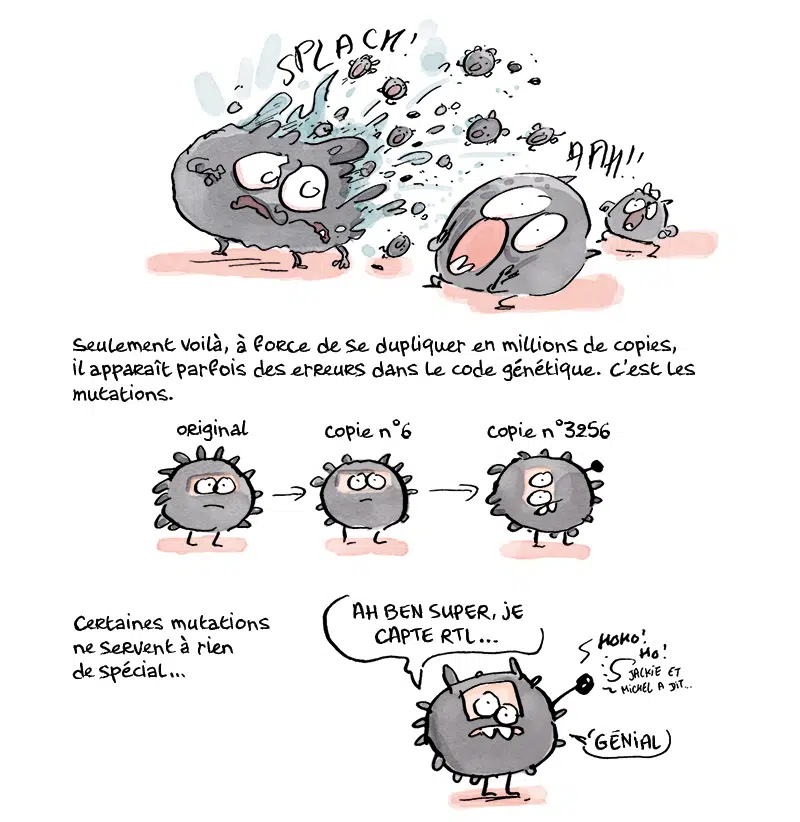 SPLACH!
AAH!!
Seulement voilà, à force de se dupliquer en millions de copies,
il apparaît parfois des erreurs dans le code génétique. C'est les
mutations.
original
copie n°6
copie n°3256
Certaines mutations
ne servent à rien
de spécial...
AH BEN SUPER, JE
CAPTE RTL...
HOHO!
HO!
JACKIE ET
MICHEL A DIT...
GÉNIAL